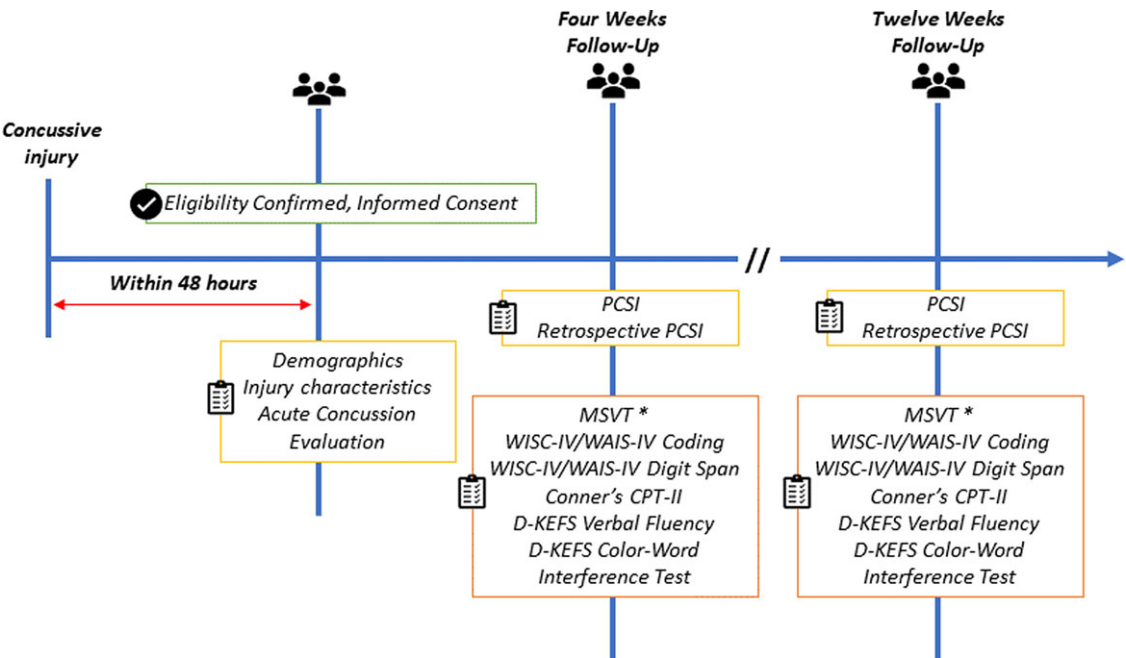 Four Weeks
Follow-Up
Twelve Weeks
Follow-Up
Concussive
injury
Eligibility Confirmed, Informed Consent
//
Within 48 hours
Demographics
Injury characteristics
Acute Concussion
Evaluation
PCSI
Retrospective PCSI
MSVT *
WISC-IV/WAIS-IV Coding
WISC-IV/WAIS-IV Digit Span
Conner's CPT-II
D-KEFS Verbal Fluency
D-KEFS Color-Word
Interference Test
PCSI
Retrospective PCSI
MSVT *
WISC-IV/WAIS-IV Coding
WISC-IV/WAIS-IV Digit Span
Conner's CPT-II
D-KEFS Verbal Fluency
D-KEFS Color-Word
Interference Test